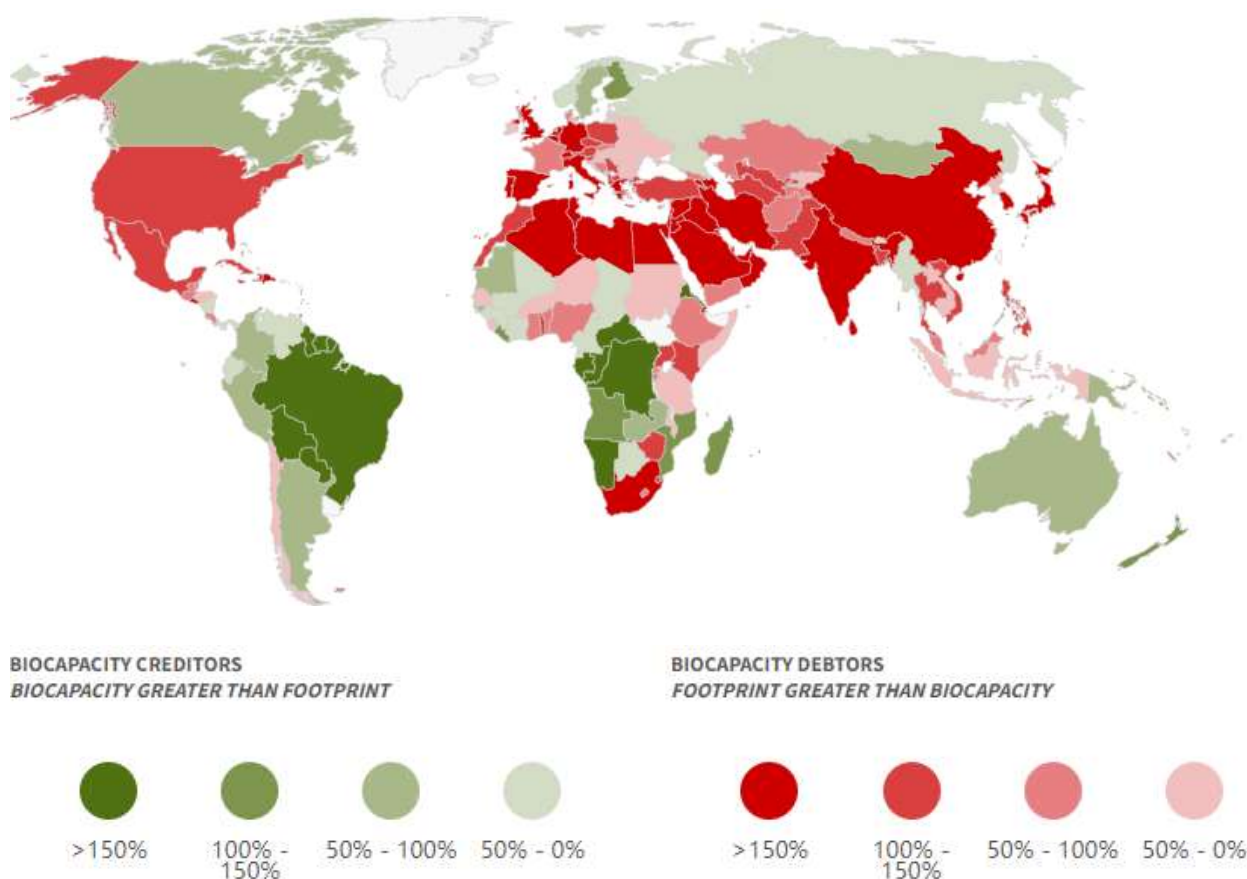 BIOCAPACITY CREDITORS
BIOCAPACITY GREATER THAN FOOTPRINT
>150%
100% -
150%
50% - 100%
50% - 0%
BIOCAPACITY DEBTORS
FOOTPRINT GREATER THAN BIOCAPACITY
>150%
100% -
150%
50% - 100%
50% - 0%